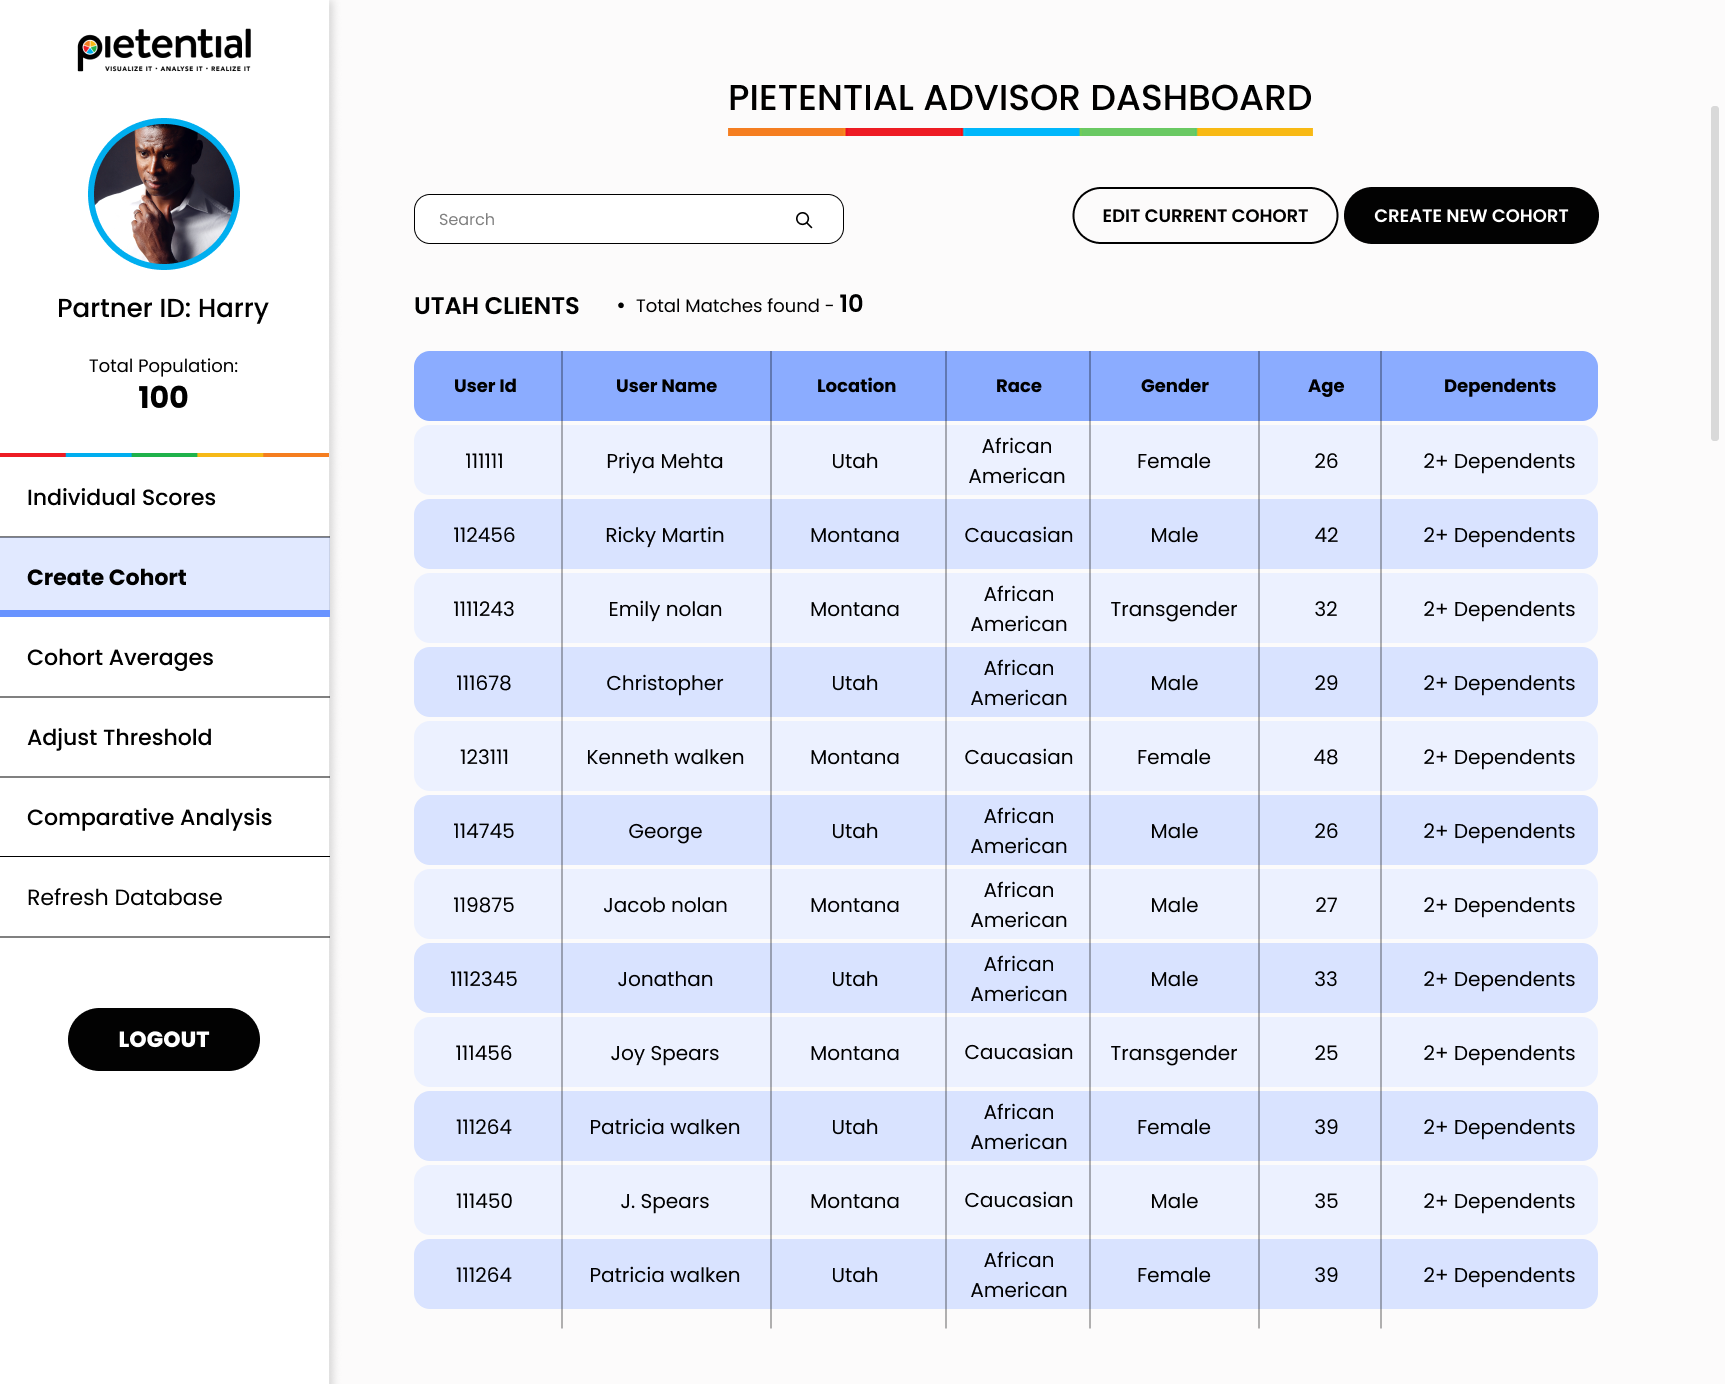 pietential
VISUALIZE IT • ANALYSE IT • REALIZE IT
Partner ID: Harry
Total Population:
100
Individual Scores
Create Cohort
Cohort Averages
Adjust Threshold
Comparative Analysis
Refresh Database
LOGOUT
PIETENTIAL ADVISOR DASHBOARD
Search
EDIT CURRENT COHORT
CREATE NEW COHORT
UTAH CLIENTS • Total Matches found - 10
User Id User Name Location Race Gender Age Dependents
111111 Priya Mehta Utah African American Female 26 2+ Dependents
112456 Ricky Martin Montana Caucasian Male 42 2+ Dependents
1111243 Emily nolan Montana African American Transgender 32 2+ Dependents
111678 Christopher Utah African American Male 29 2+ Dependents
123111 Kenneth walken Montana Caucasian Female 48 2+ Dependents
114745 George Utah African American Male 26 2+ Dependents
119875 Jacob nolan Montana African American Male 27 2+ Dependents
1112345 Jonathan Utah African American Male 33 2+ Dependents
111456 Joy Spears Montana Caucasian Transgender 25 2+ Dependents
111264 Patricia walken Utah African American Female 39 2+ Dependents
111450 J. Spears Montana Caucasian Male 35 2+ Dependents
111264 Patricia walken Utah African American Female 39 2+ Dependents